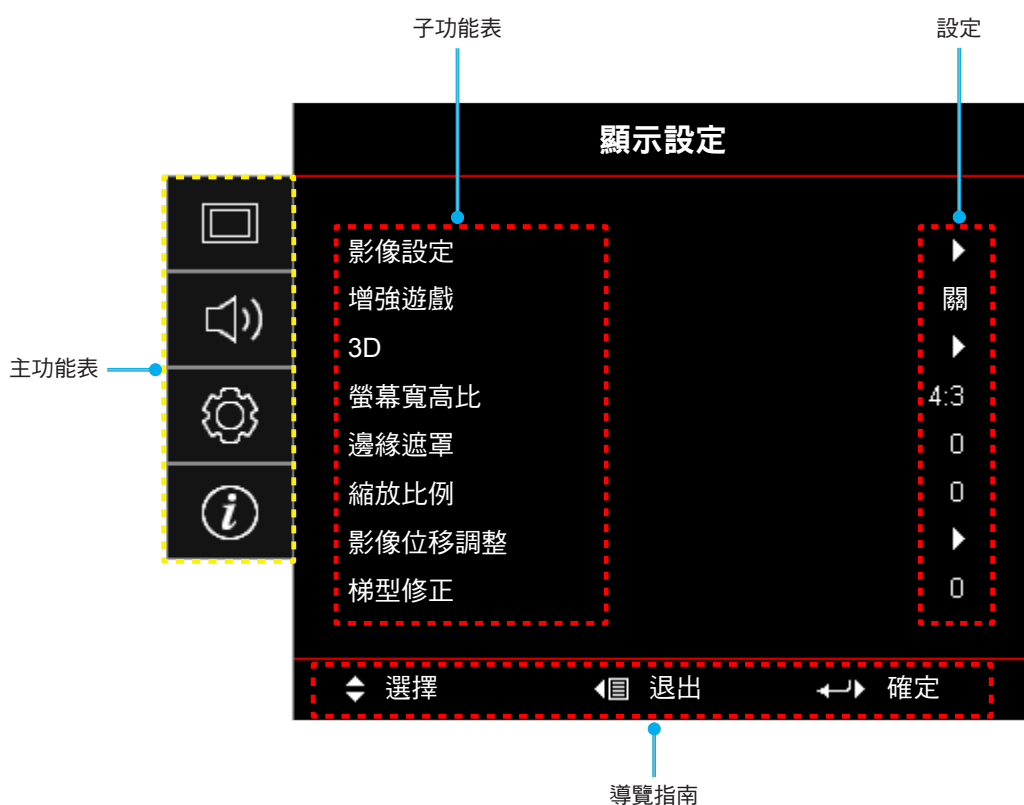 子功能表 設定
顯示設定
影像設定
增強遊戲 關
3D
螢幕寬高比 4:3
邊緣遮罩 0
縮放比例 0
影像位移調整
梯型修正 0
主功能表
選擇 退出 確定
導覽指南